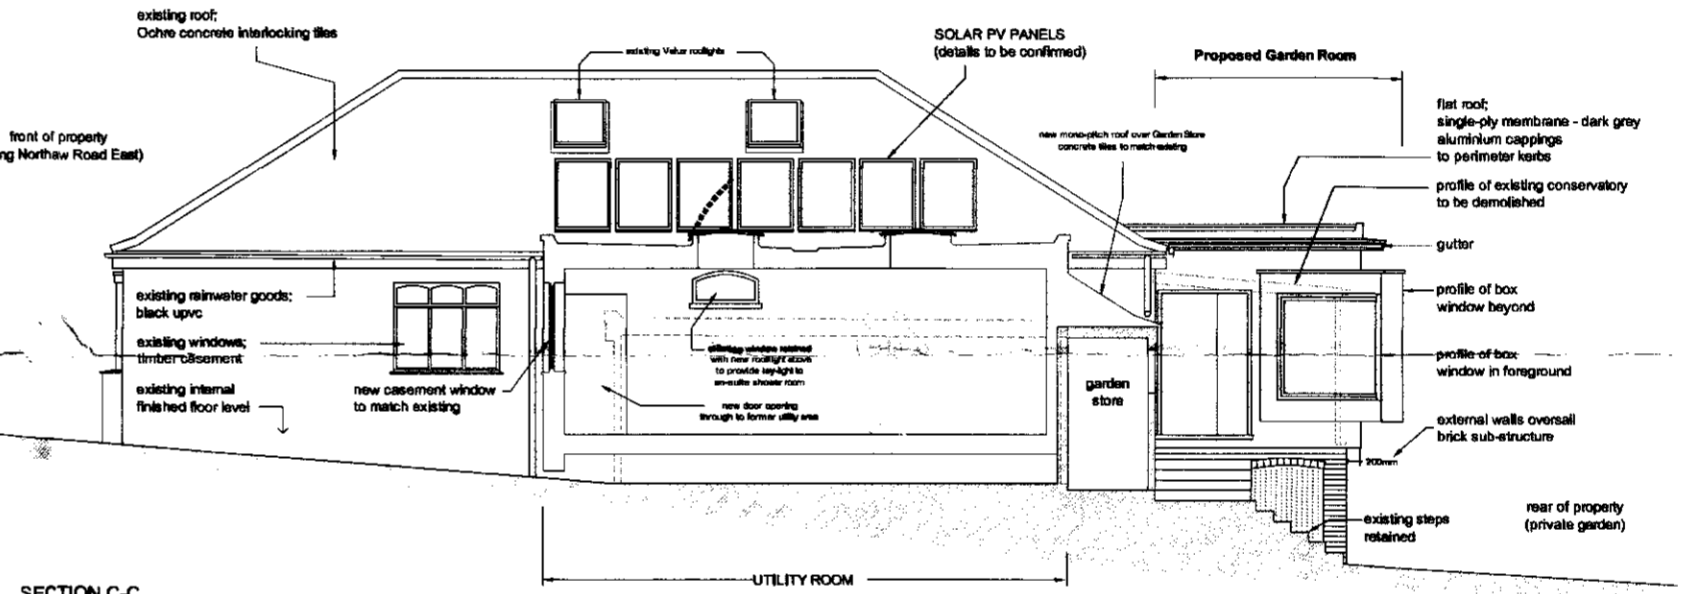 existing roof;
Ochre concrete interlocking tiles
existing Velux rooflights
SOLAR PV PANELS
(details to be confirmed)
Proposed Garden Room
flat roof;
single-ply membrane - dark grey
aluminium cappings
to perimeter kerbs
front of property
ng Northaw Road East)
new mono-pitch roof over Garden Store
concrete tiles to match existing
profile of existing conservatory
to be demolished
gutter
existing rainwater goods;
black upvc
profile of box
window beyond
existing windows;
timber casement
existing window retained
with new rooflight above
to provide lay-light to
en-suite shower room
profile of box
window in foreground
existing internal
finished floor level
new casement window
to match existing
new door opening
through to former utility area
garden
store
external walls oversail
brick sub-structure
200mm
existing steps
retained
rear of property
(private garden)
UTILITY ROOM
SECTION C-C